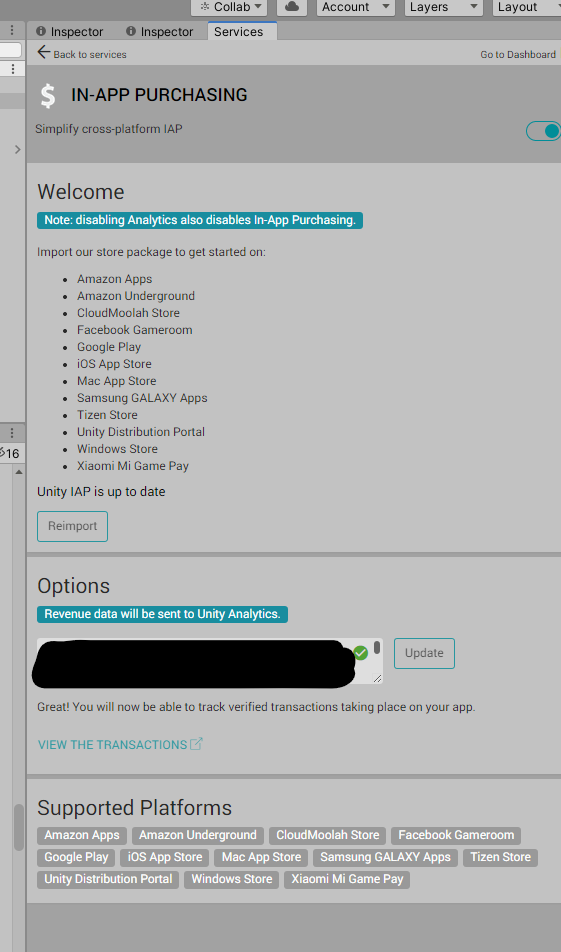 Collab
Account
Layers
Layout
Inspector
Inspector
Services
Back to services
Go to Dashboard
$ IN-APP PURCHASING
Simplify cross-platform IAP
Welcome
Note: disabling Analytics also disables In-App Purchasing.
Import our store package to get started on:
Amazon Apps
Amazon Underground
CloudMoolah Store
Facebook Gameroom
Google Play
iOS App Store
Mac App Store
Samsung GALAXY Apps
Tizen Store
Unity Distribution Portal
16
Windows Store
Xiaomi Mi Game Pay
Unity IAP is up to date
Reimport
Options
Revenue data will be sent to Unity Analytics.
Update
Great! You will now be able to track verified transactions taking place on your app.
VIEW THE TRANSACTIONS
Supported Platforms
Amazon Apps Amazon Underground CloudMoolah Store Facebook Gameroom
Google Play iOS App Store Mac App Store Samsung GALAXY Apps Tizen Store
Unity Distribution Portal Windows Store Xiaomi Mi Game Pay